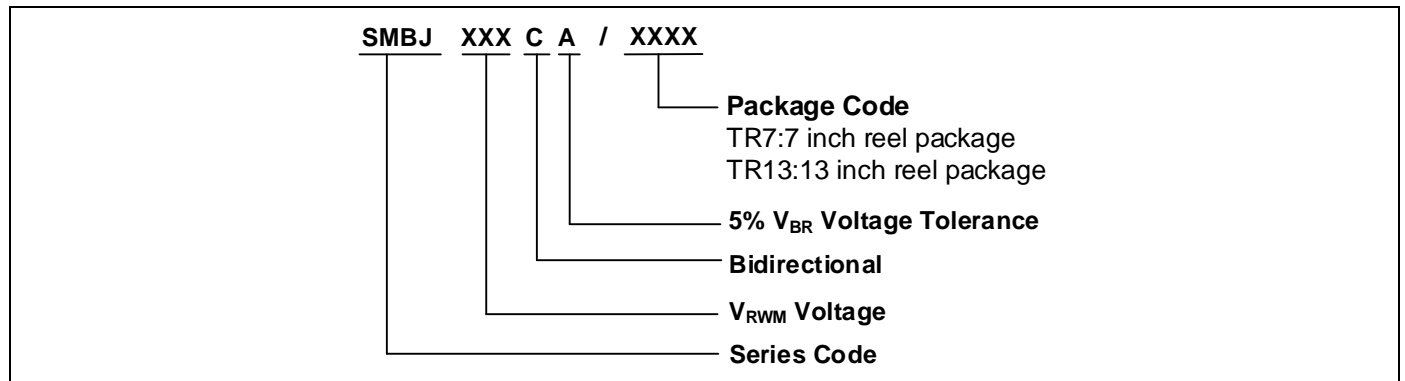 SMBJ XXX C A / XXXX
Package Code
TR7:7 inch reel package
TR13:13 inch reel package
5% VBR Voltage Tolerance
Bidirectional
VRWM Voltage
Series Code